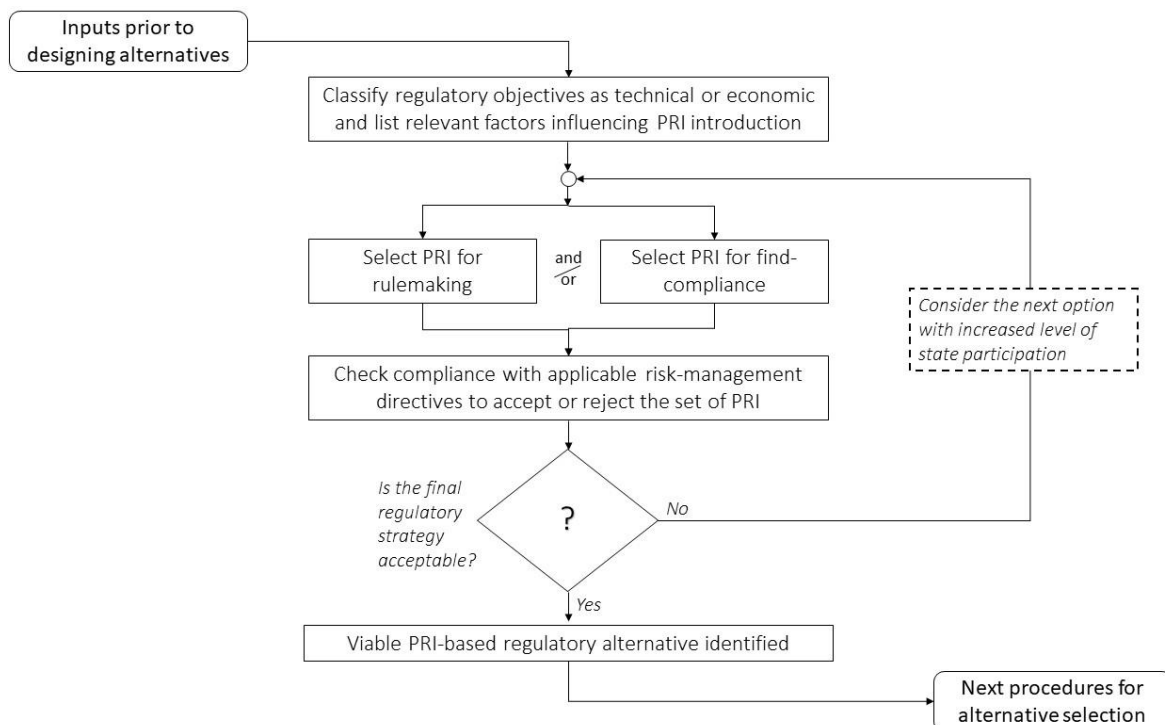 Inputs prior to
designing alternatives
Classify regulatory objectives as technical or economic
and list relevant factors influencing PRI introduction
Select PRI for
rulemaking
and
or
Select PRI for find-
compliance
Consider the next option
with increased level of
state participation
Check compliance with applicable risk-management
directives to accept or reject the set of PRI
Is the final
regulatory
strategy
acceptable?
?
No
Yes
Viable PRI-based regulatory alternative identified
Next procedures for
alternative selection